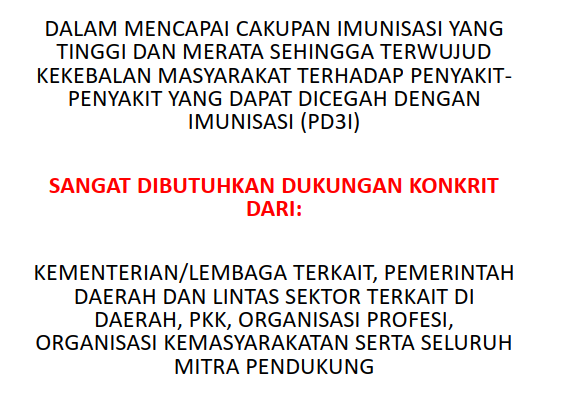 DALAM MENCAPAI CAKUPAN IMUNISASI YANG
TINGGI DAN MERATA SEHINGGA TERWUJUD
KEKEBALAN MASYARAKAT TERHADAP PENYAKIT-
PENYAKIT YANG DAPAT DICEGAH DENGAN
IMUNISASI (PD3I)
SANGAT DIBUTUHKAN DUKUNGAN KONKRIT
DARI:
KEMENTERIAN/LEMBAGA TERKAIT, PEMERINTAH
DAERAH DAN LINTAS SEKTOR TERKAIT DI
DAERAH, PKK, ORGANISASI PROFESI,
ORGANISASI KEMASYARAKATAN SERTA SELURUH
MITRA PENDUKUNG